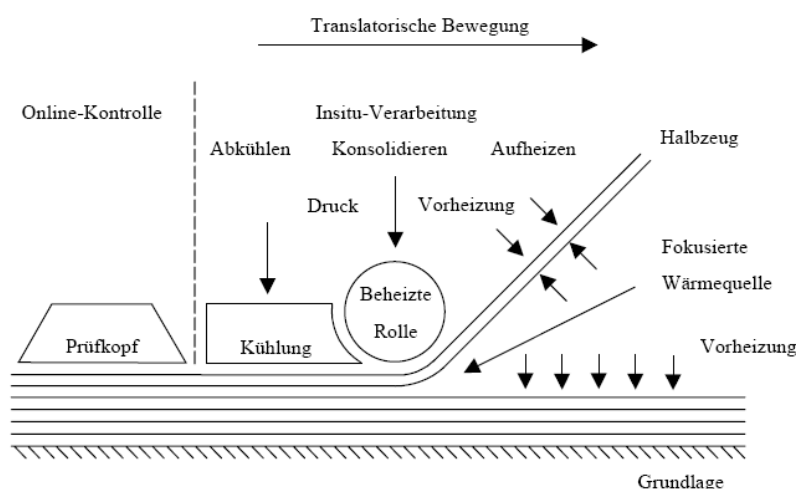 Translatorische Bewegung
Online-Kontrolle
Insitu-Verarbeitung
Abkühlen
Konsolidieren
Aufheizen
Halbzeug
Druck
Vorheizung
Fokusierte
Wärmequelle
Beheizte
Rolle
Prüfkopf
Kühlung
Vorheizung
Grundlage